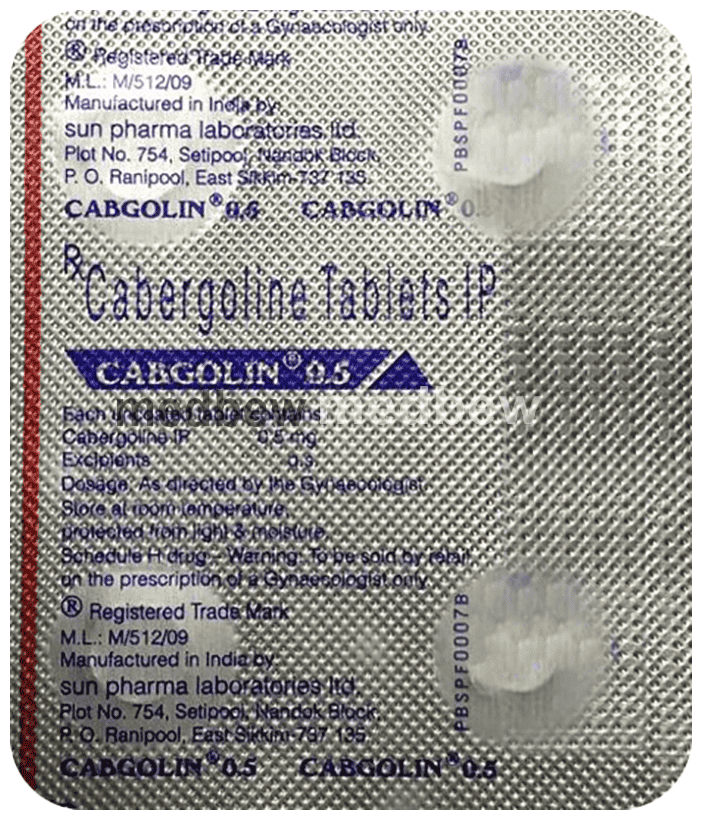 on the prescription of a Gynaecologist only.
® Registered Trade Mark
M.L.: M/512/09
Manufactured in India by:
sun pharma laboratories ltd.
Plot No. 754, Setipool, Nandok Block,
P. O. Ranipool, East Sikkim-737 135.
CABGOLIN® 0.5 CABGOLIN® 0.
PBSPF0007B
Rx Cabergoline Tablets IP
CABGOLIN® 0.5
medbow medbow
Each uncoated tablet contains
Cabergoline IP 0.5 mg.
Excipients q.s.
Dosage: As directed by the Gynaecologist.
Store at room temperature,
protected from light & moisture.
Schedule H drug - Warning: To be sold by retail
on the prescription of a Gynaecologist only.
® Registered Trade Mark
M.L.: M/512/09
Manufactured in India by:
sun pharma laboratories ltd.
Plot No. 754, Setipool, Nandok Block,
P. O. Ranipool, East Sikkim-737 135.
PBSPF0007B
CABGOLIN® 0.5 CABGOLIN® 0.5